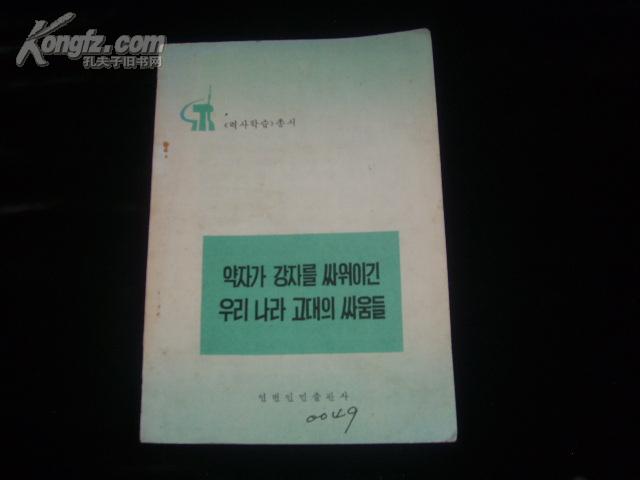 Kongfz.com
孔夫子旧书网
《력사학습》총서
약자가 강자를 싸워이긴
우리 나라 고대의 싸움들
연변인민출판사
0049